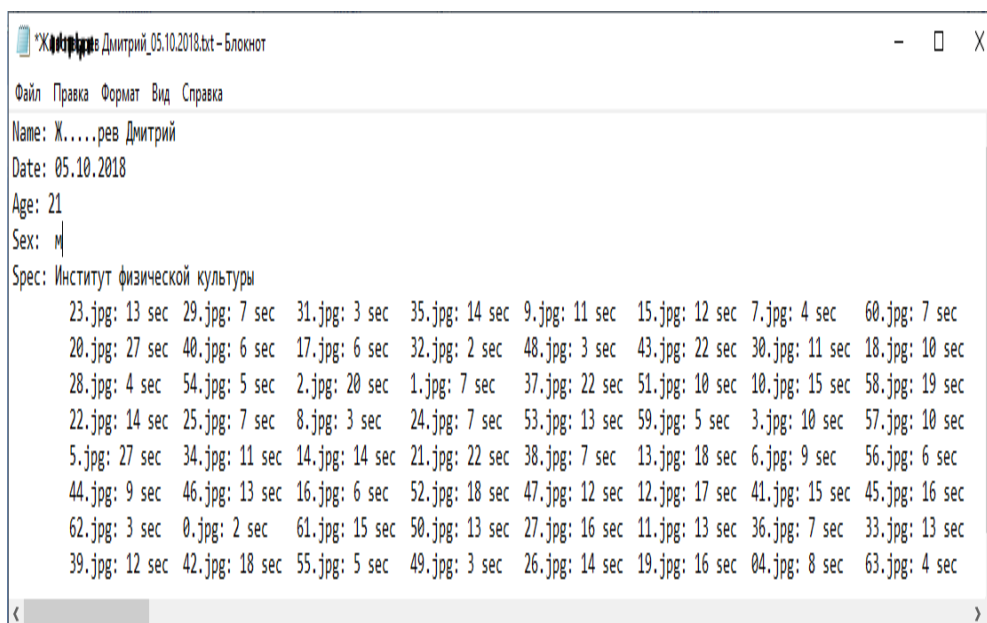 Дмитрий_05.10.2018.txt – Блокнот
Файл Правка Формат Вид Справка
Name: Ж.....рев Дмитрий
Date: 05.10.2018
Age: 21
Sex: м
Spec: Институт физической культуры
23.jpg: 13 sec 29.jpg: 7 sec 31.jpg: 3 sec 35.jpg: 14 sec 9.jpg: 11 sec 15.jpg: 12 sec 7.jpg: 4 sec 60.jpg: 7 sec
20.jpg: 27 sec 40.jpg: 6 sec 17.jpg: 6 sec 32.jpg: 2 sec 48.jpg: 3 sec 43.jpg: 22 sec 30.jpg: 11 sec 18.jpg: 10 sec
28.jpg: 4 sec 54.jpg: 5 sec 2.jpg: 20 sec 1.jpg: 7 sec 37.jpg: 22 sec 51.jpg: 10 sec 10.jpg: 15 sec 58.jpg: 19 sec
22.jpg: 14 sec 25.jpg: 7 sec 8.jpg: 3 sec 24.jpg: 7 sec 53.jpg: 13 sec 59.jpg: 5 sec 3.jpg: 10 sec 57.jpg: 10 sec
5.jpg: 27 sec 34.jpg: 11 sec 14.jpg: 14 sec 21.jpg: 22 sec 38.jpg: 7 sec 13.jpg: 18 sec 6.jpg: 9 sec 56.jpg: 6 sec
44.jpg: 9 sec 46.jpg: 13 sec 16.jpg: 6 sec 52.jpg: 18 sec 47.jpg: 12 sec 12.jpg: 17 sec 41.jpg: 15 sec 45.jpg: 16 sec
62.jpg: 3 sec 0.jpg: 2 sec 61.jpg: 15 sec 50.jpg: 13 sec 27.jpg: 16 sec 11.jpg: 13 sec 36.jpg: 7 sec 33.jpg: 13 sec
39.jpg: 12 sec 42.jpg: 18 sec 55.jpg: 5 sec 49.jpg: 3 sec 26.jpg: 14 sec 19.jpg: 16 sec 04.jpg: 8 sec 63.jpg: 4 sec